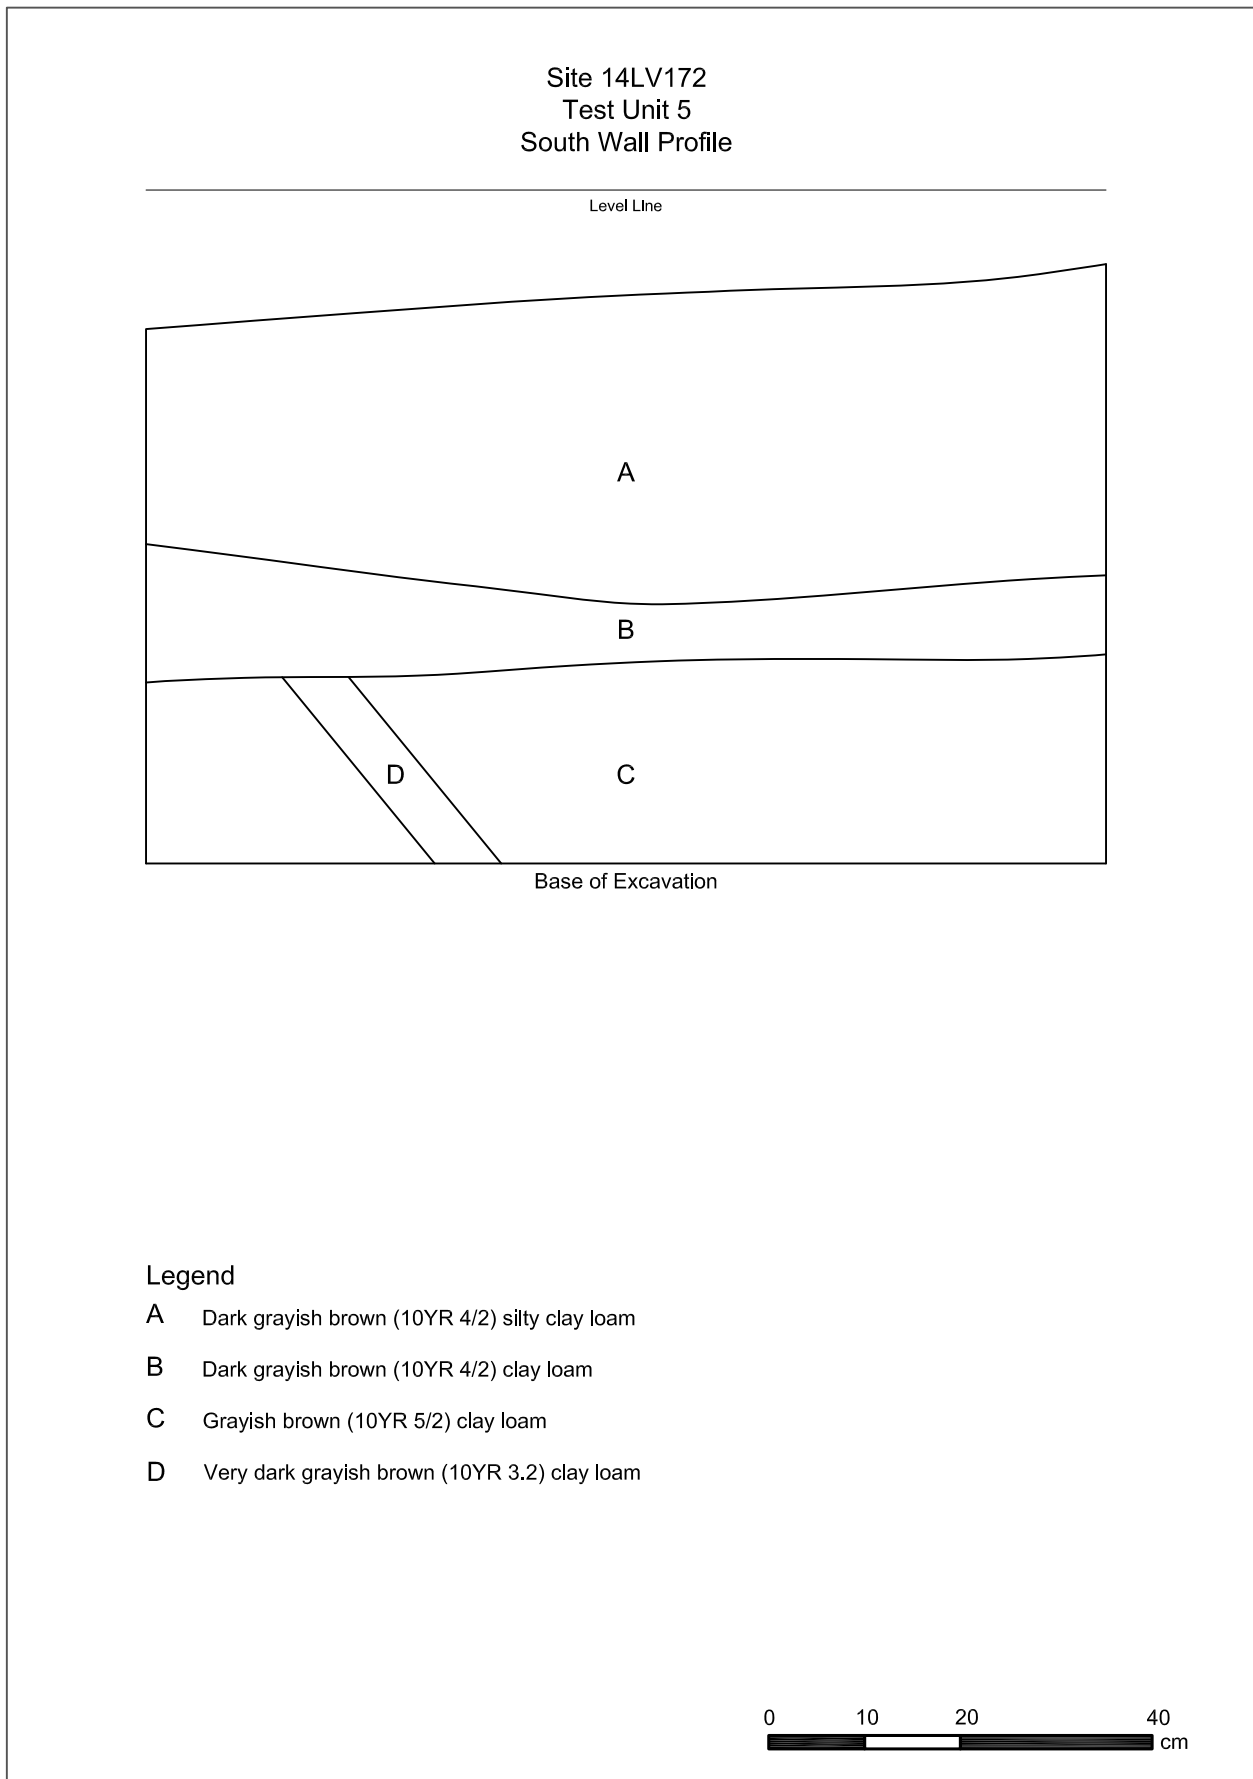 Site 14LV172
Test Unit 5
South Wall Profile
Level LIne
A
B
D
C
Base of Excavation
Legend
A Dark grayish brown (10YR 4/2) silty clay loam
B Dark grayish brown (10YR 4/2) clay loam
C Grayish brown (10YR 5/2) clay loam
D Very dark grayish brown (10YR 3.2) clay loam
0 10 20 40
cm